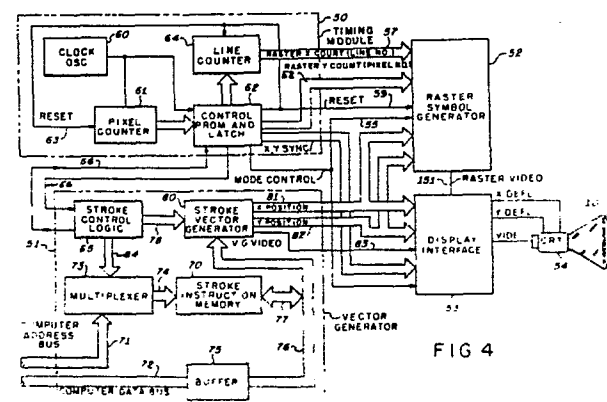 50
TIMING MODULE
57
60
CLOCK OSC
64
LINE COUNTER
RASTER X COUNT (LINE NO.)
RASTER Y COUNT (PIXEL NO.)
52
RASTER SYMBOL GENERATOR
61
PIXEL COUNTER
62
CONTROL PROM AND LATCH
RESET
63
RESET
59
55
X,Y SYNC
MODE CONTROL
151
RASTER VIDEO
66
STROKE CONTROL LOGIC
65
78
80
STROKE VECTOR GENERATOR
81
X POSITION
Y POSITION
82
VG VIDEO
83
DISPLAY INTERFACE
53
X DEFL
Y DEFL
CRT
54
10
51
84
73
MULTIPLEXER
74
70
STROKE INSTRUCTION MEMORY
77
VECTOR GENERATOR
COMPUTER ADDRESS BUS
71
72
COMPUTER DATA BUS
75
BUFFER
76
FIG 4